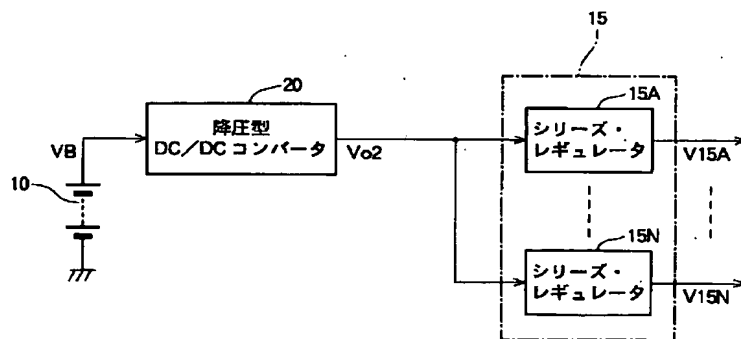 15
20
15A
降圧型
DC/DCコンバータ
シリーズ・
レギュレータ
VB
Vo2
V15A
10
15N
シリーズ・
レギュレータ
V15N